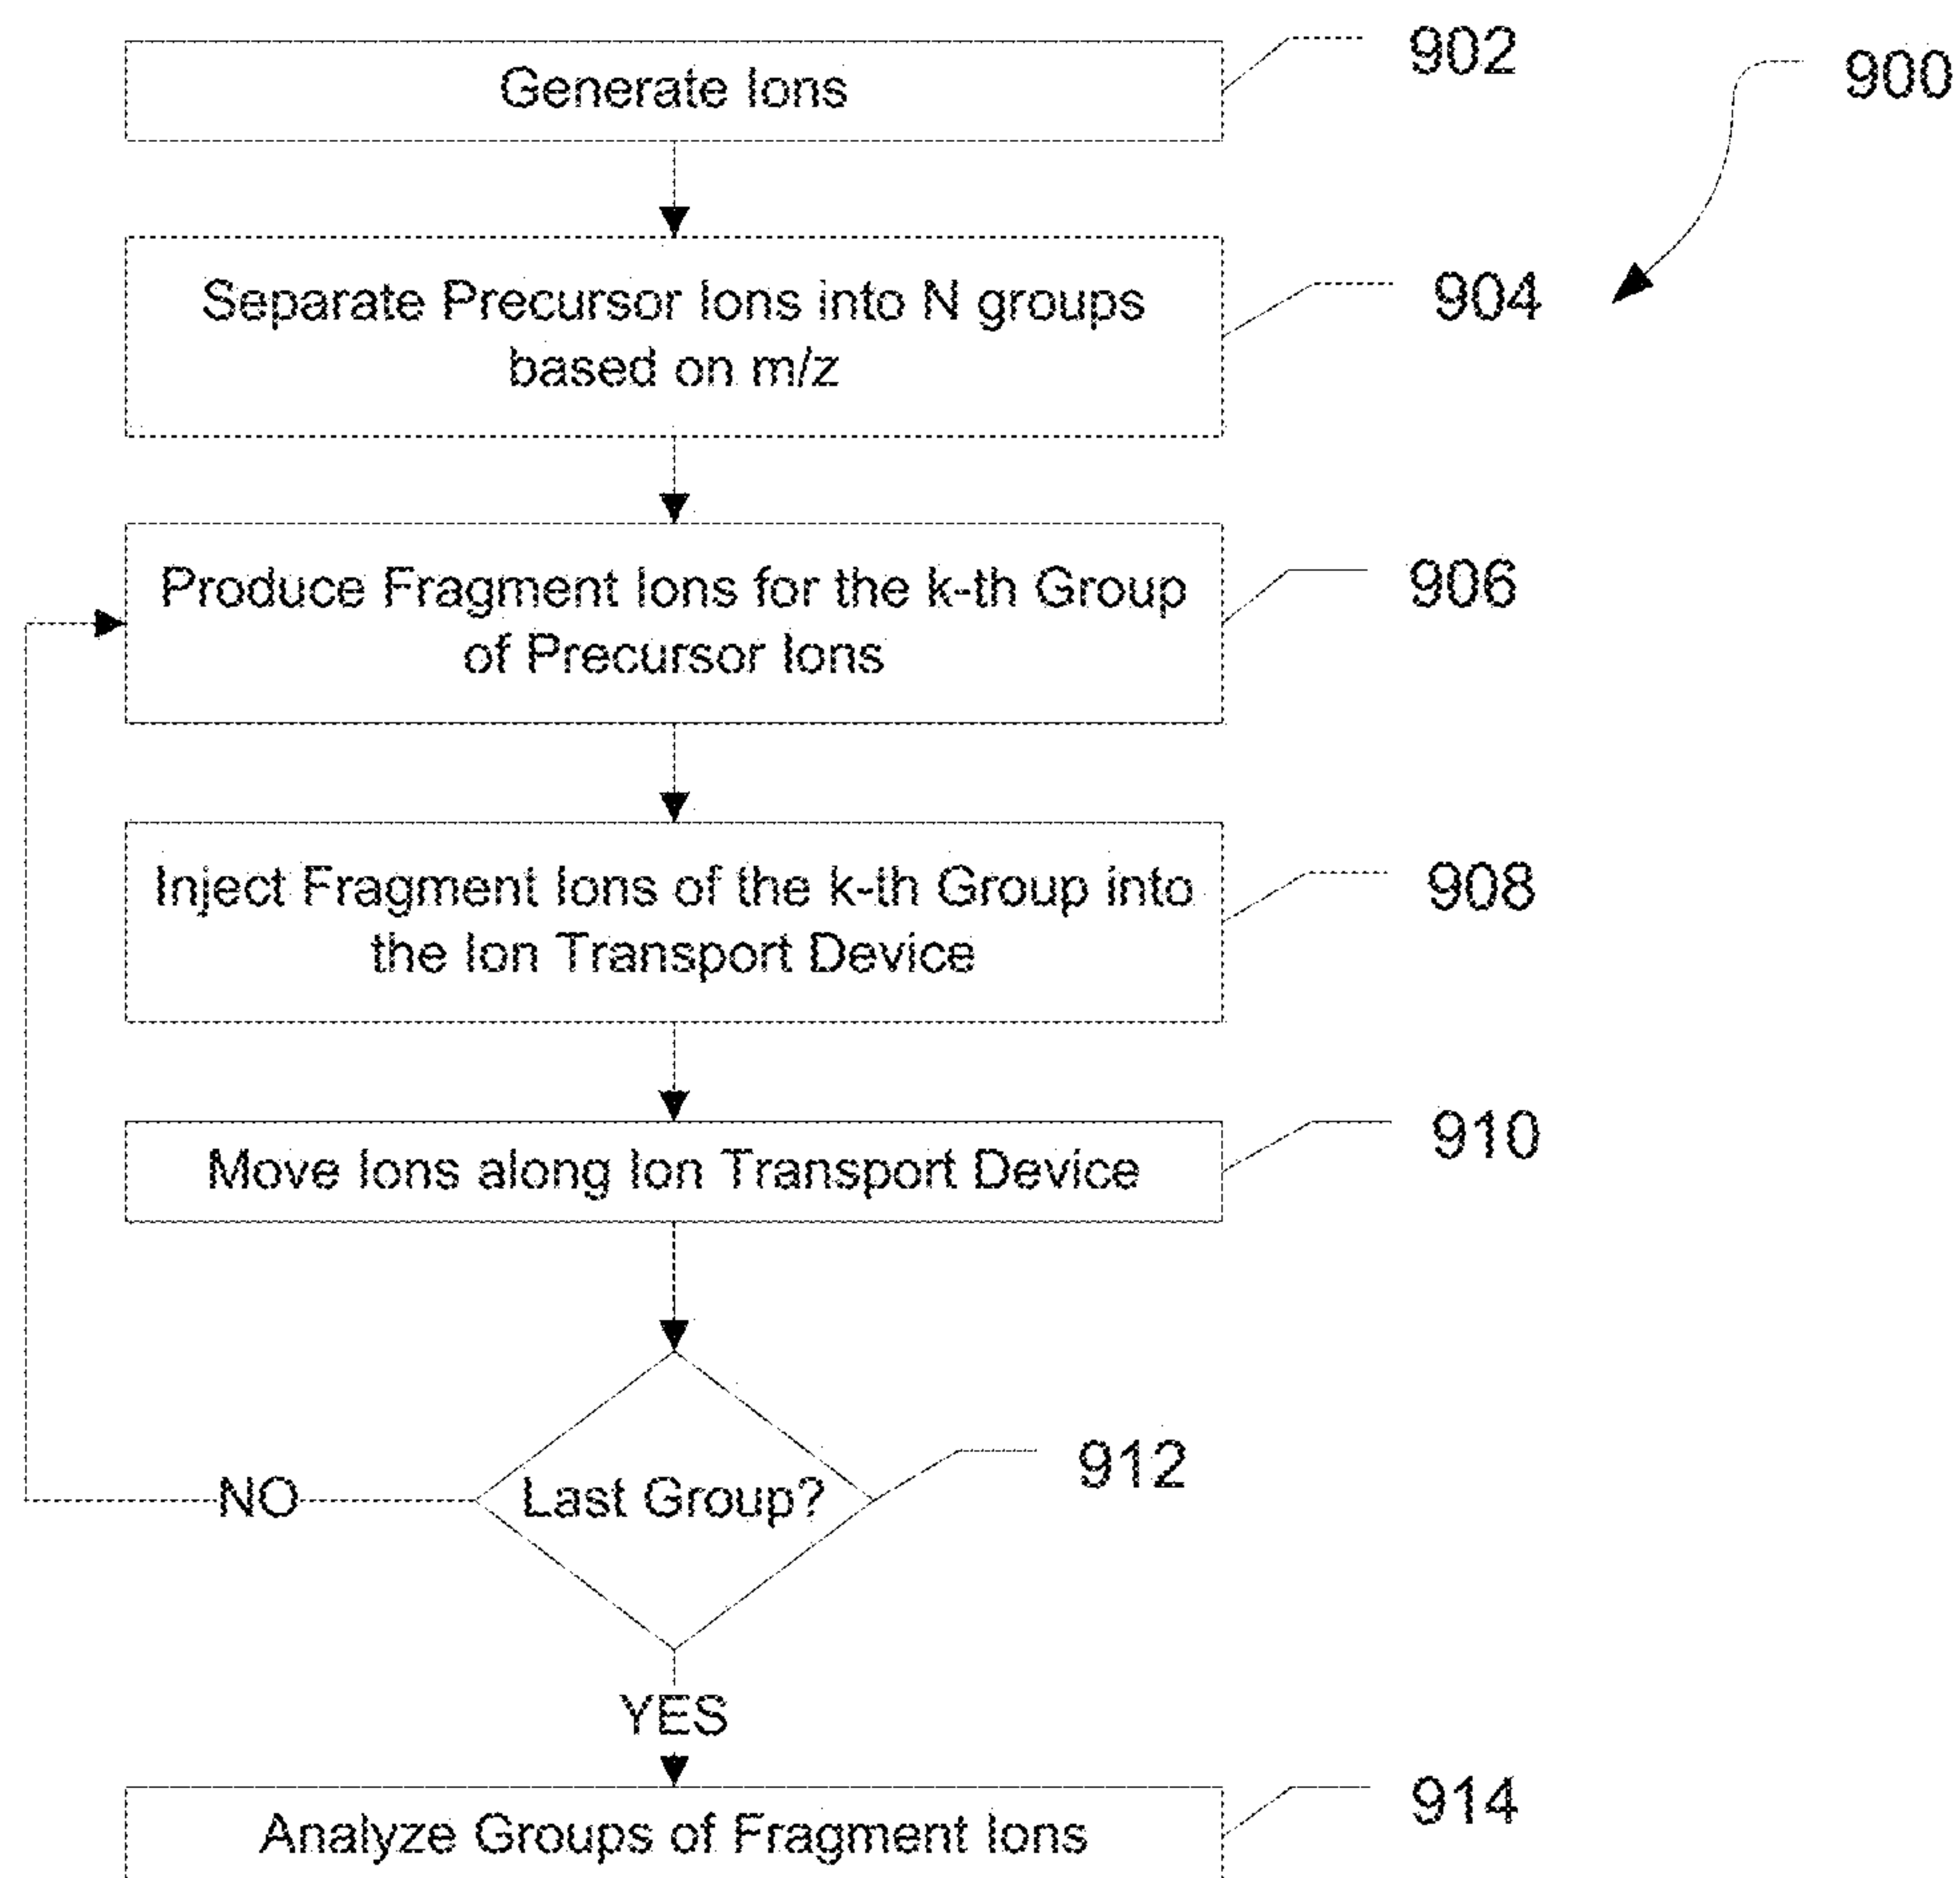 Generate Ions
902
900
Separate Precursor Ions into N groups
based on m/z
904
Produce Fragment Ions for the k-th Group
of Precursor Ions
906
Inject Fragment Ions of the k-th Group into
the Ion Transport Device
908
Move Ions along Ion Transport Device
910
Last Group?
912
NO
YES
Analyze Groups of Fragment Ions
914